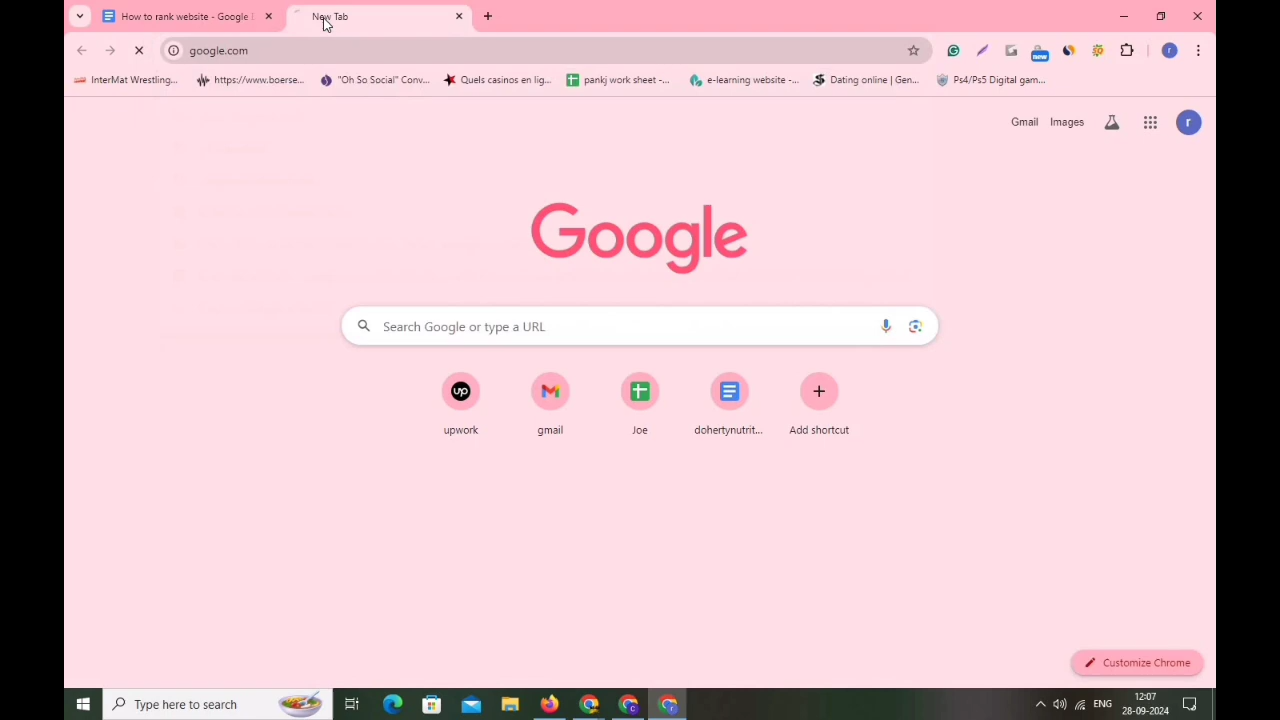 How to rank website - Google
New Tab
google.com
InterMat Wrestling...
https://www.boerse...
"Oh So Social" Conv...
Quels casinos en lig...
pankj work sheet -...
e-learning website -...
Dating online | Gen...
Ps4/Ps5 Digital gam...
new
r
Gmail
Images
r
Google
Search Google or type a URL
up
upwork
gmail
Joe
dohertynutrit...
Add shortcut
Customize Chrome
Type here to search
C
r
ENG
12:07
28-09-2024